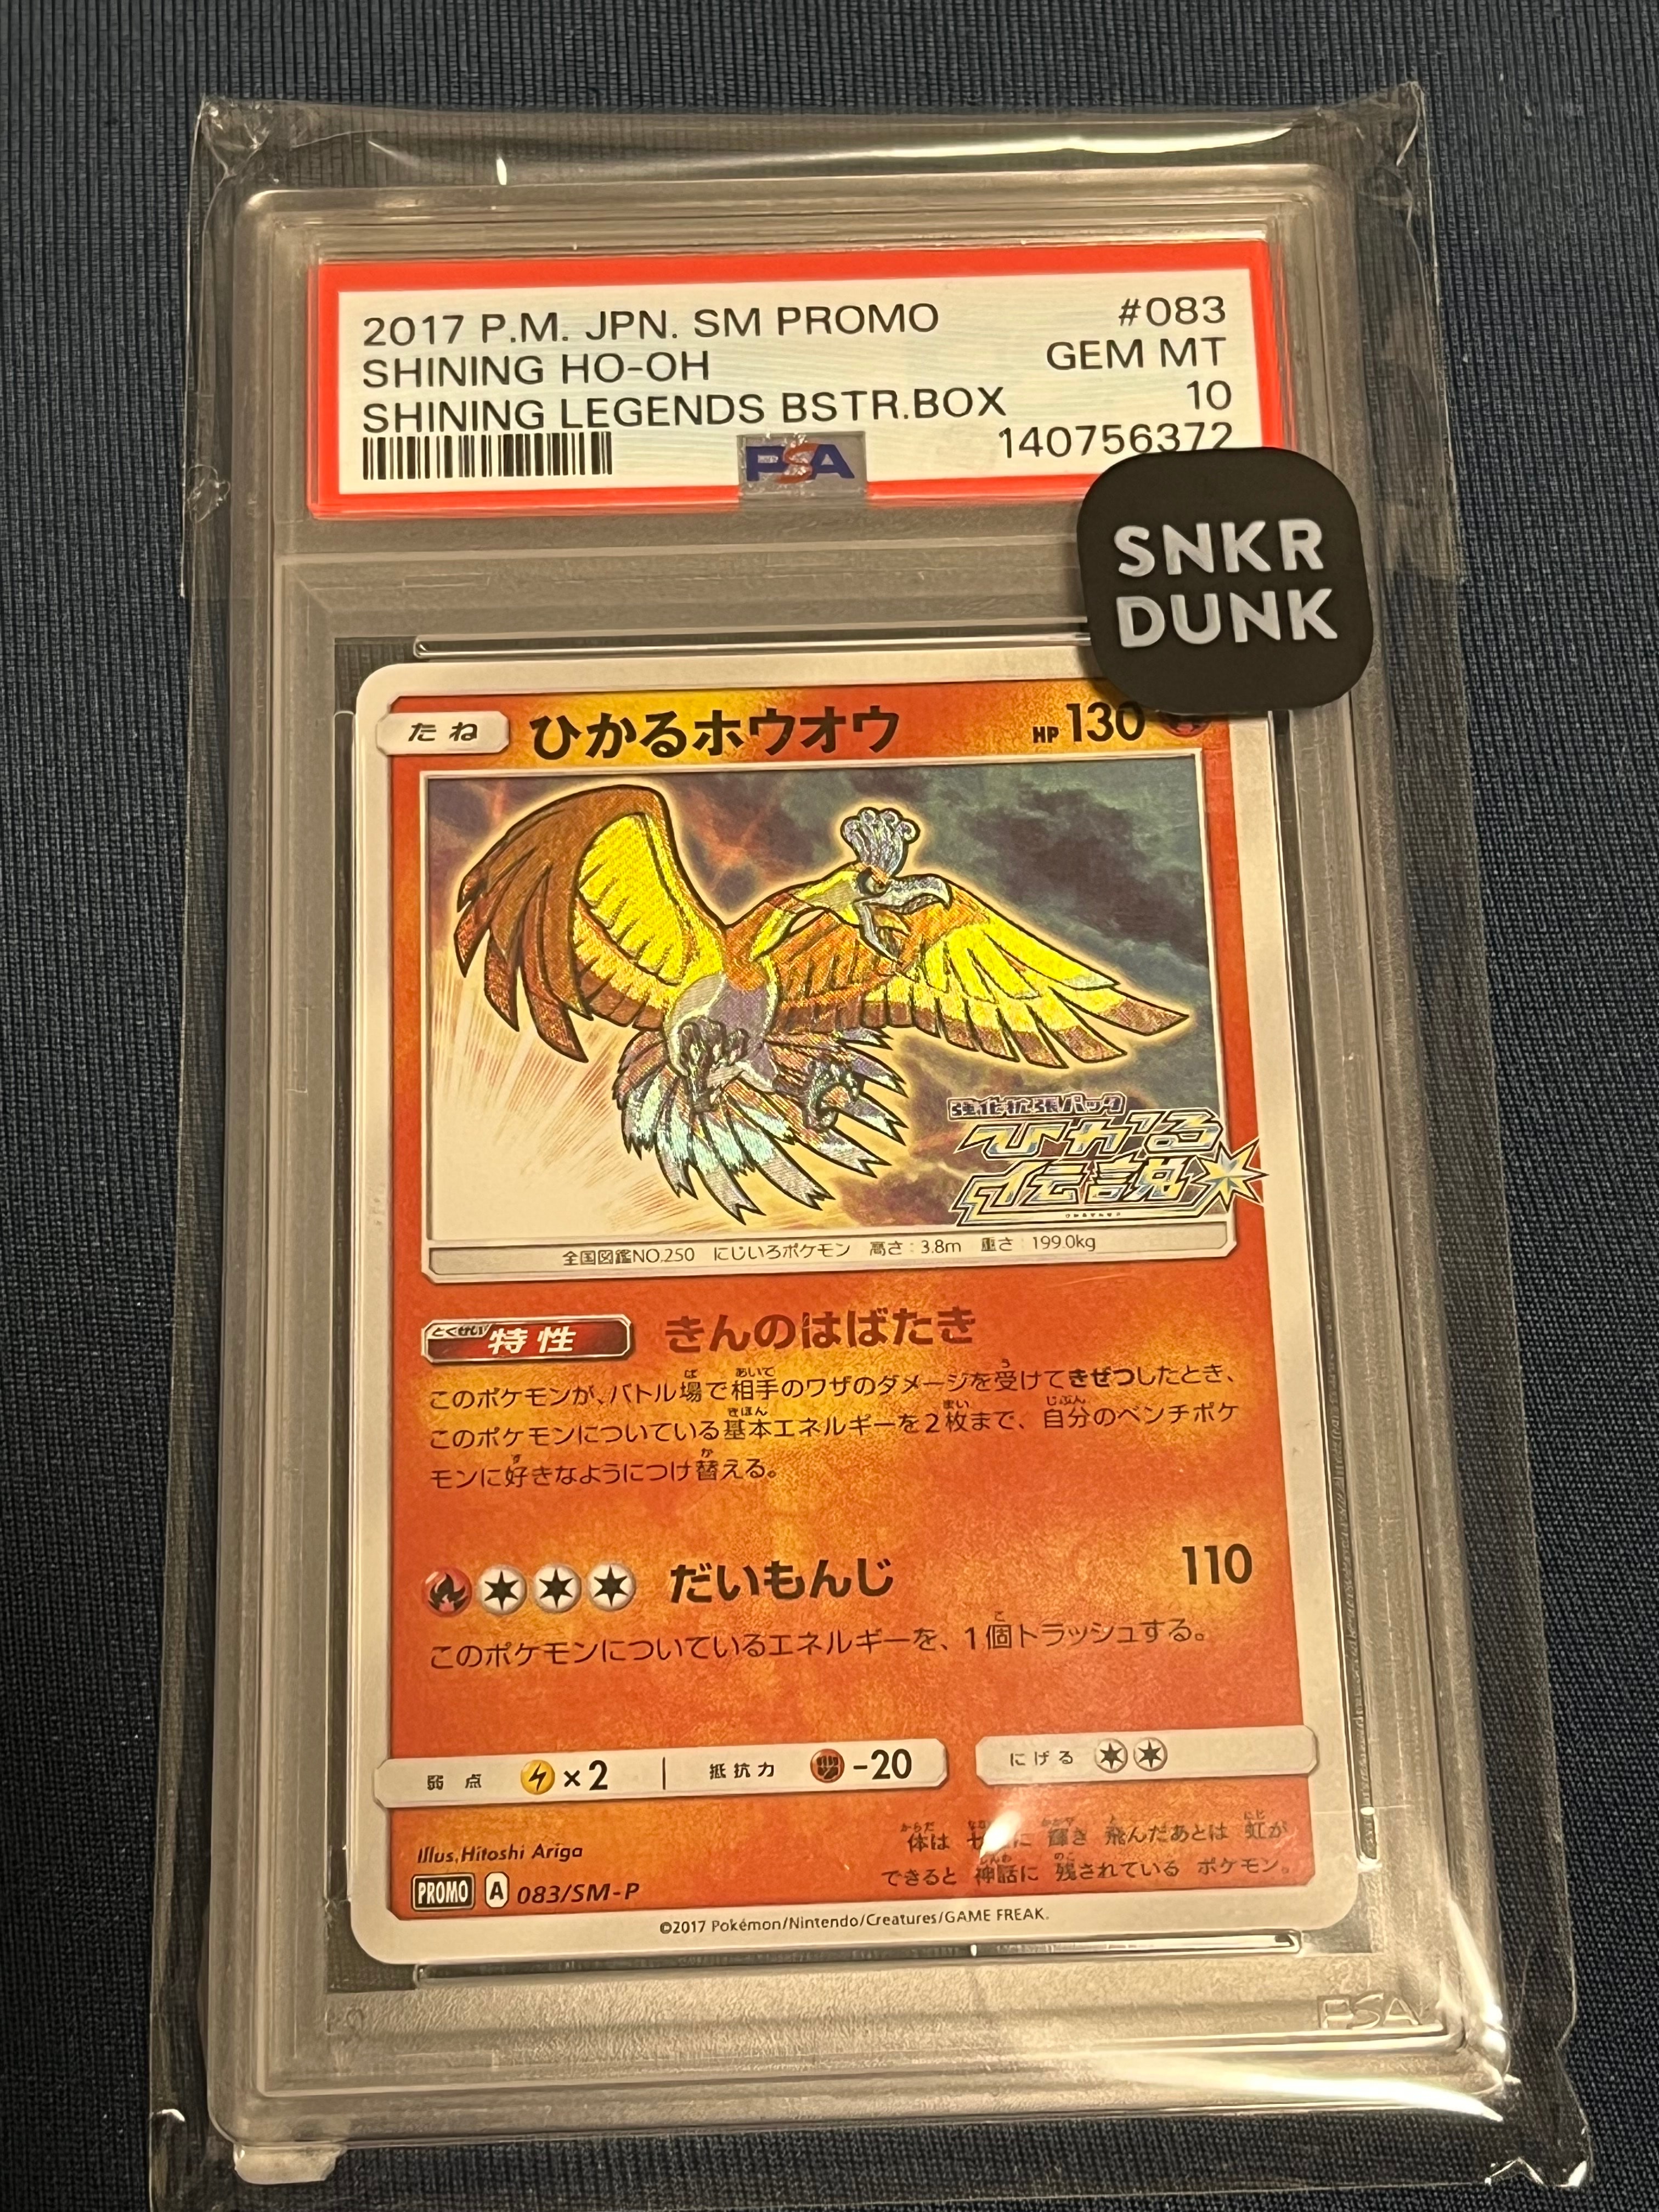 2017 P.M. JPN. SM PROMO #083
SHINING HO-OH GEM MT
SHINING LEGENDS BSTR.BOX 10
140756372
PSA
SNKR
DUNK
たね ひかるホウオウ HP 130
強化拡張パック
ひかる
伝説
全国図鑑NO.250 にじいろポケモン 高さ:3.8m 重さ:199.0kg
とくせい 特性 きんのはばたき
このポケモンが、バトル場で相手のワザのダメージを受けてきぜつしたとき、
このポケモンについている基本エネルギーを2枚まで、自分のベンチポケ
モンに好きなようにつけ替える。
だいもんじ 110
このポケモンについているエネルギーを、1個トラッシュする。
弱点 ×2 抵抗力 -20 にげる
Illus.Hitoshi Ariga
体は 七 に 輝き 飛んだあとは 虹が
できると 神話に 残されている ポケモン。
PROMO A 083/SM-P
©2017 Pokémon/Nintendo/Creatures/GAME FREAK.
PSA